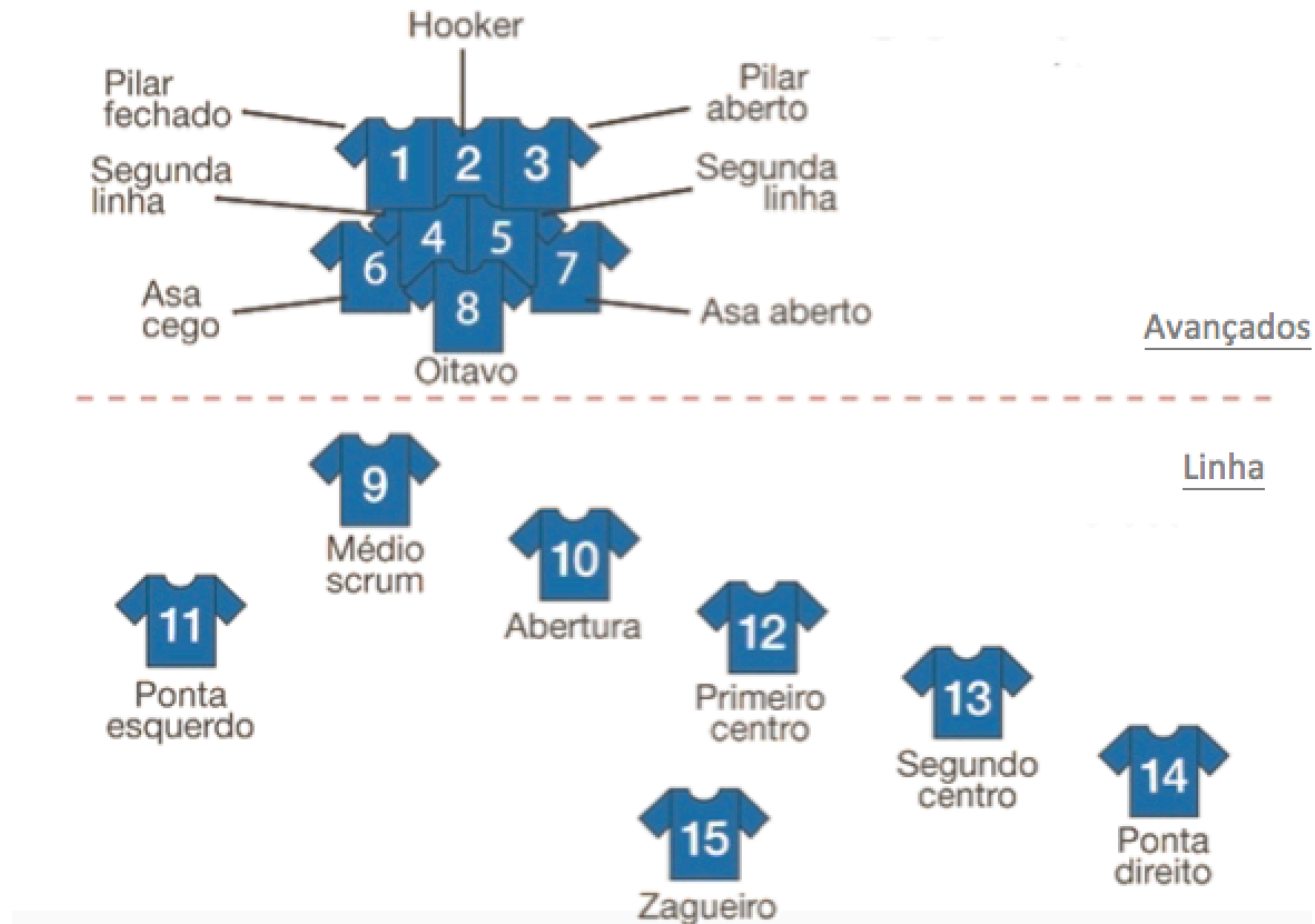 Hooker
Pilar
fechado
Pilar
aberto
1 2 3
Segunda
linha
Segunda
linha
4 5
6 7
8
Asa
cego
Asa aberto
Oitavo
Avançados
Linha
9
Médio
scrum
10
Abertura
11
Ponta
esquerdo
12
Primeiro
centro
13
Segundo
centro
14
Ponta
direito
15
Zagueiro